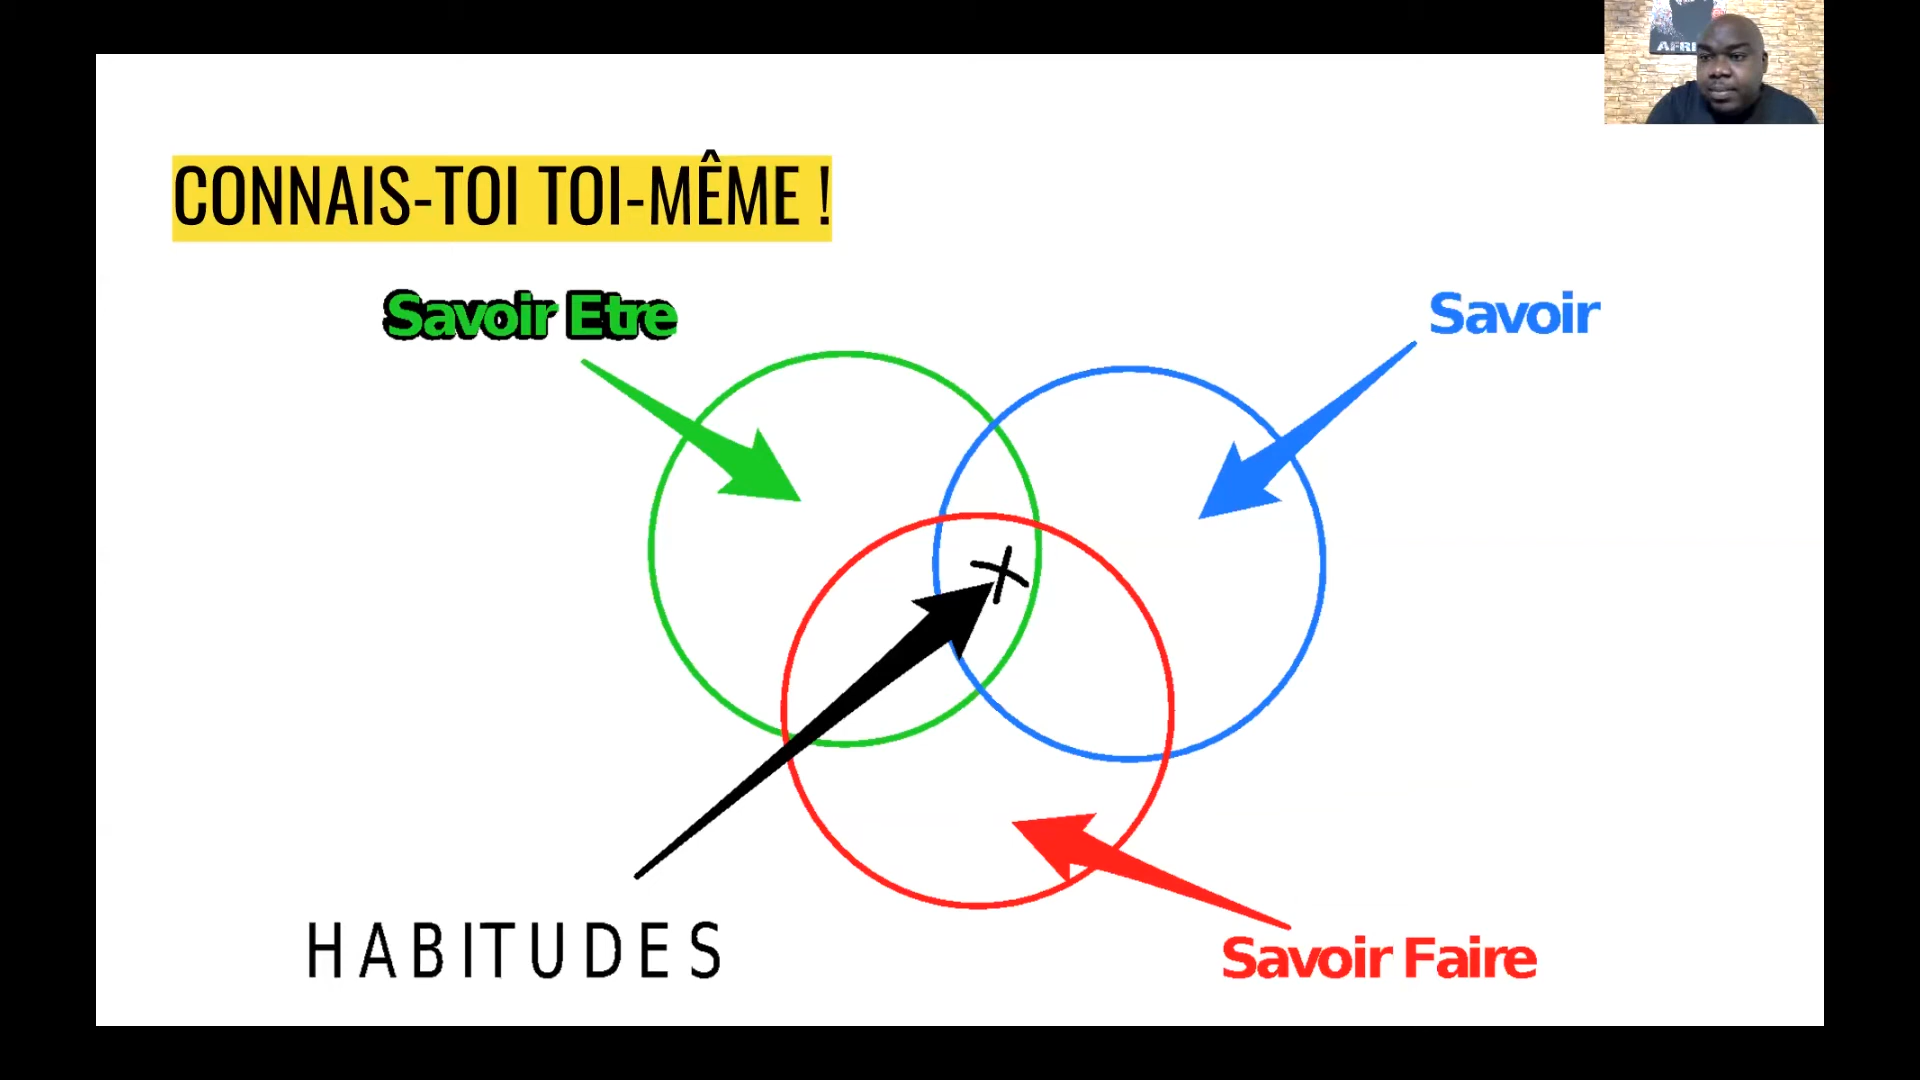 CONNAIS-TOI TOI-MÊME !
Savoir Etre
Savoir
HABITUDES
Savoir Faire